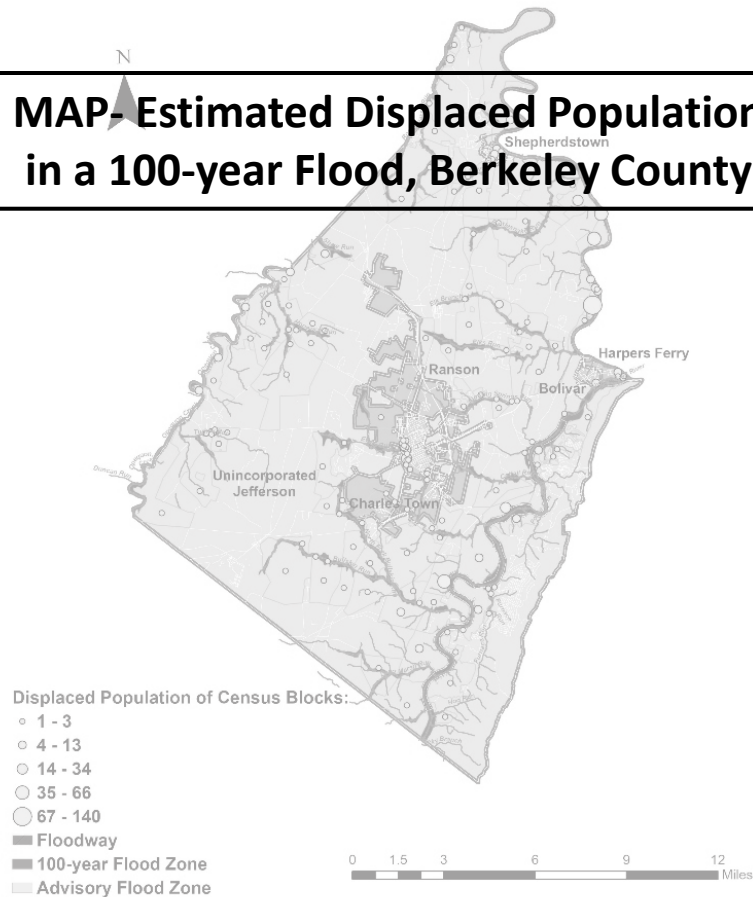 N
MAP- Estimated Displaced Population
in a 100-year Flood, Berkeley County
Shepherdstown
Harpers Ferry
Ranson
Bolivar
Unincorporated
Jefferson
Charles Town
Displaced Population of Census Blocks:
1 - 3
4 - 13
14 - 34
35 - 66
67 - 140
Floodway
100-year Flood Zone
Advisory Flood Zone
0 1.5 3 6 9 12
Miles